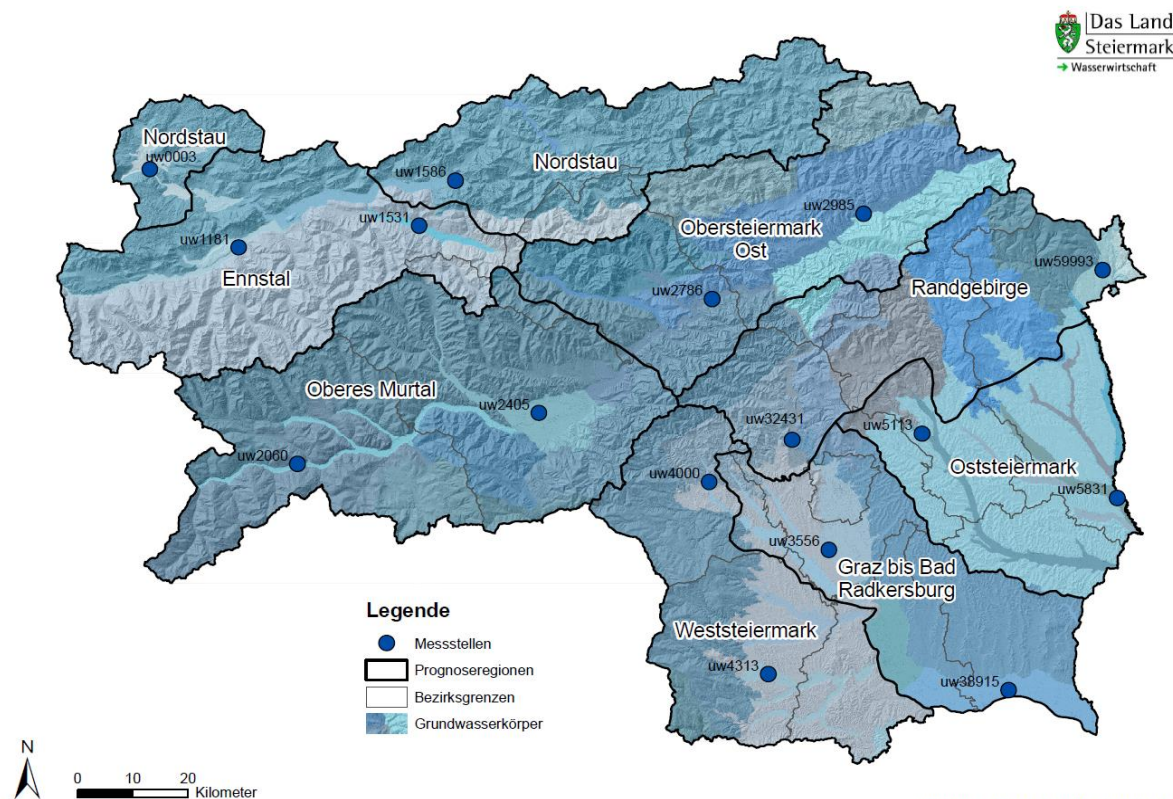 Das Land
Steiermark
→ Wasserwirtschaft
Nordstau
uw0003
uw1586
Nordstau
uw1531
uw1181
Ennstal
uw2985
Obersteiermark
Ost
uw59993
uw2786
Randgebirge
Oberes Murtal
uw2405
uw2060
uw32431
uw5113
uw4000
Oststeiermark
uw5831
uw3556
Graz bis Bad
Radkersburg
Weststeiermark
uw4313
uw38915
Legende
Messstellen
Prognoseregionen
Bezirksgrenzen
Grundwasserkörper
N
0 10 20
Kilometer